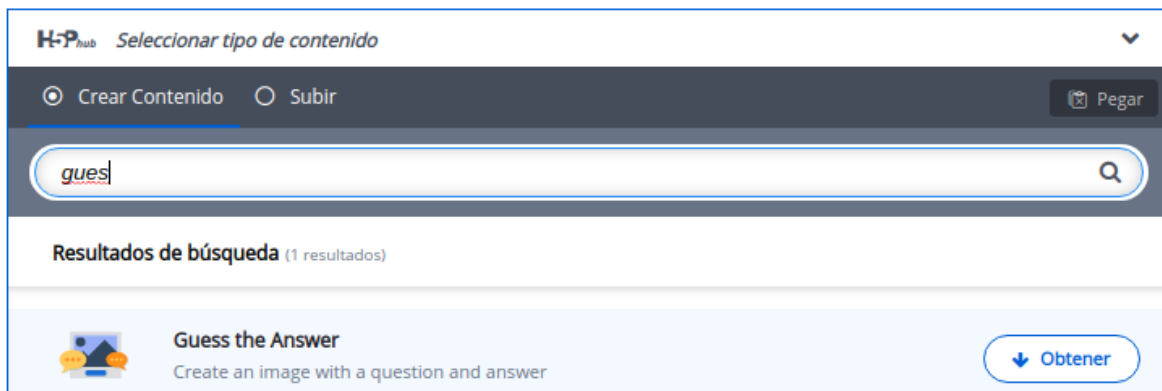 H5P hub Seleccionar tipo de contenido
Crear Contenido Subir Pegar
gues
Resultados de búsqueda (1 resultados)
Guess the Answer
Create an image with a question and answer
Obtener